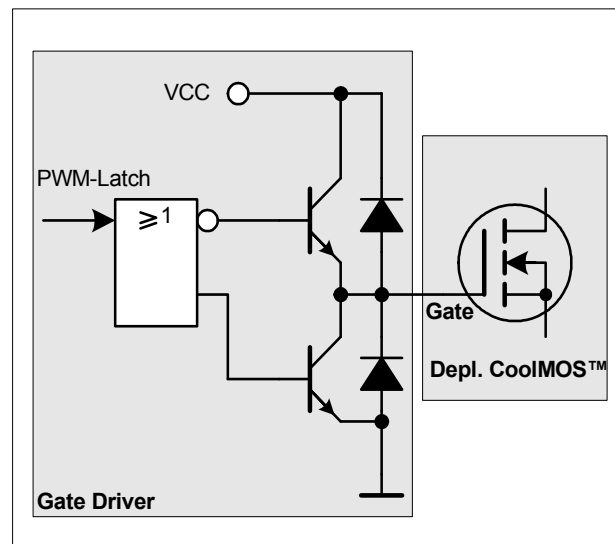 VCC
PWM-Latch
≥1
Gate
Depl. CoolMOS™
Gate Driver